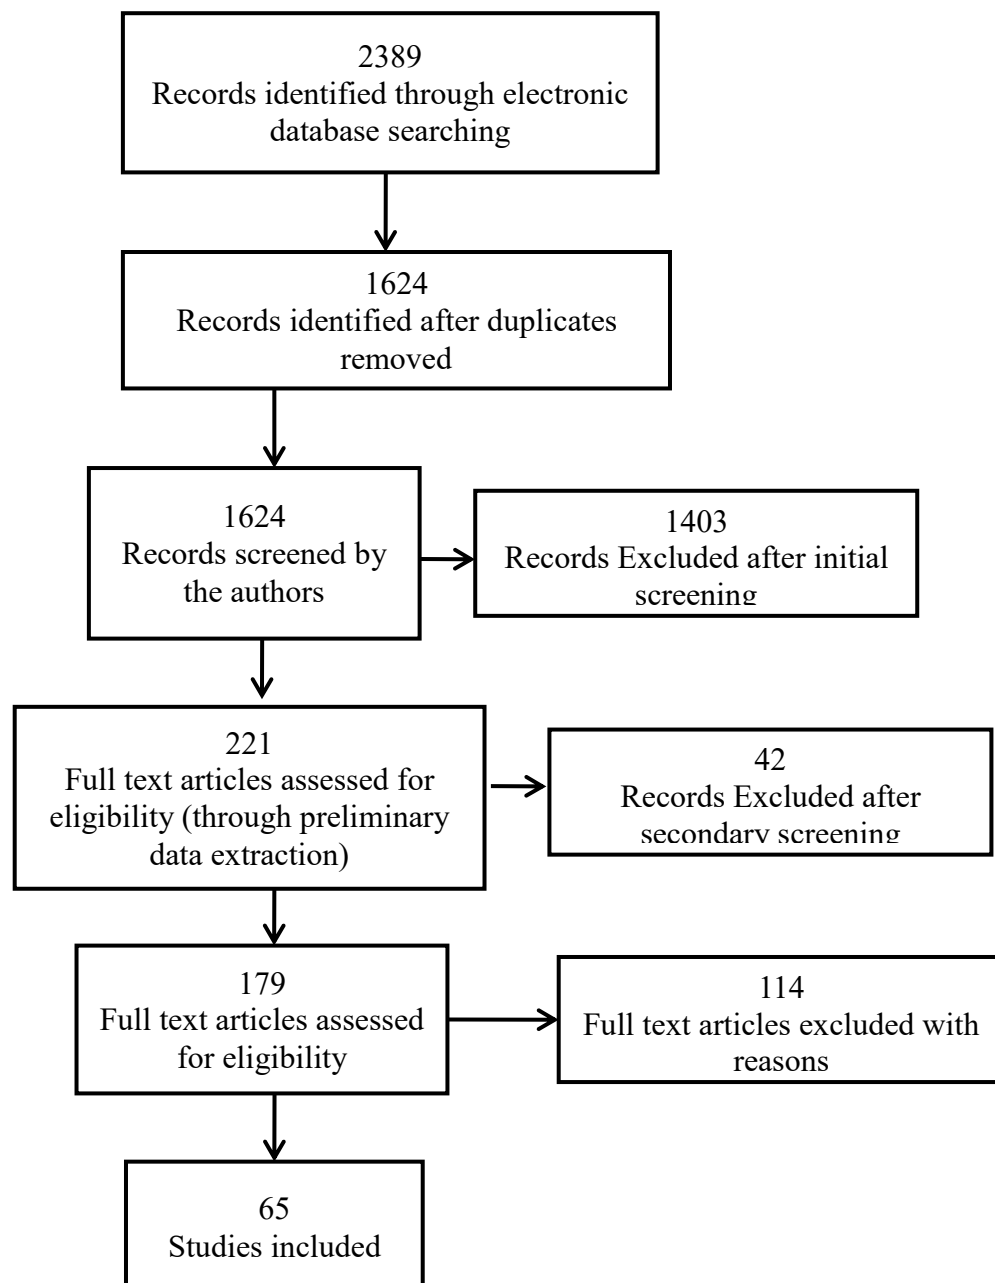 2389
Records identified through electronic
database searching
1624
Records identified after duplicates
removed
1624
Records screened by
the authors
1403
Records Excluded after initial
screening
221
Full text articles assessed for
eligibility (through preliminary
data extraction)
42
Records Excluded after
secondary screening
179
Full text articles assessed
for eligibility
114
Full text articles excluded with
reasons
65
Studies included